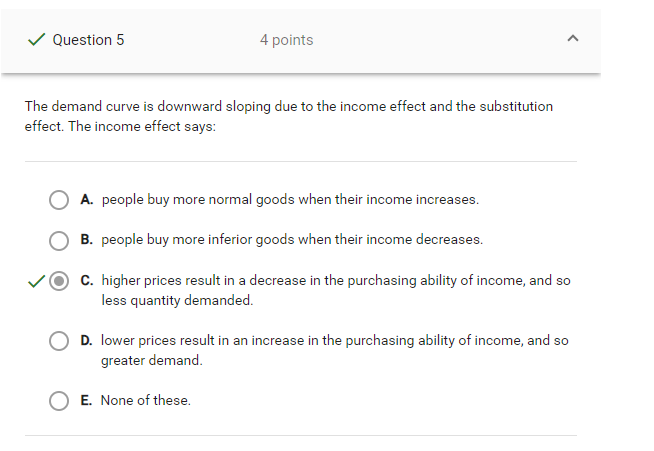 Question 5 4 points
The demand curve is downward sloping due to the income effect and the substitution
effect. The income effect says:
A. people buy more normal goods when their income increases.
B. people buy more inferior goods when their income decreases.
C. higher prices result in a decrease in the purchasing ability of income, and so
less quantity demanded.
D. lower prices result in an increase in the purchasing ability of income, and so
greater demand.
E. None of these.